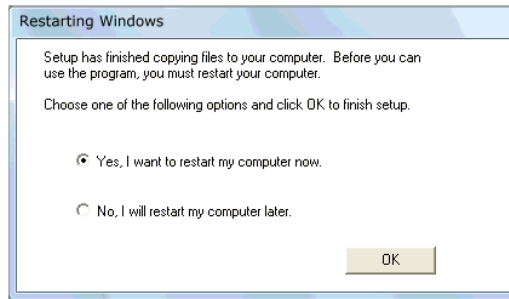 Restarting Windows
Setup has finished copying files to your computer. Before you can
use the program, you must restart your computer.
Choose one of the following options and click OK to finish setup.
Yes, I want to restart my computer now.
No, I will restart my computer later.
OK